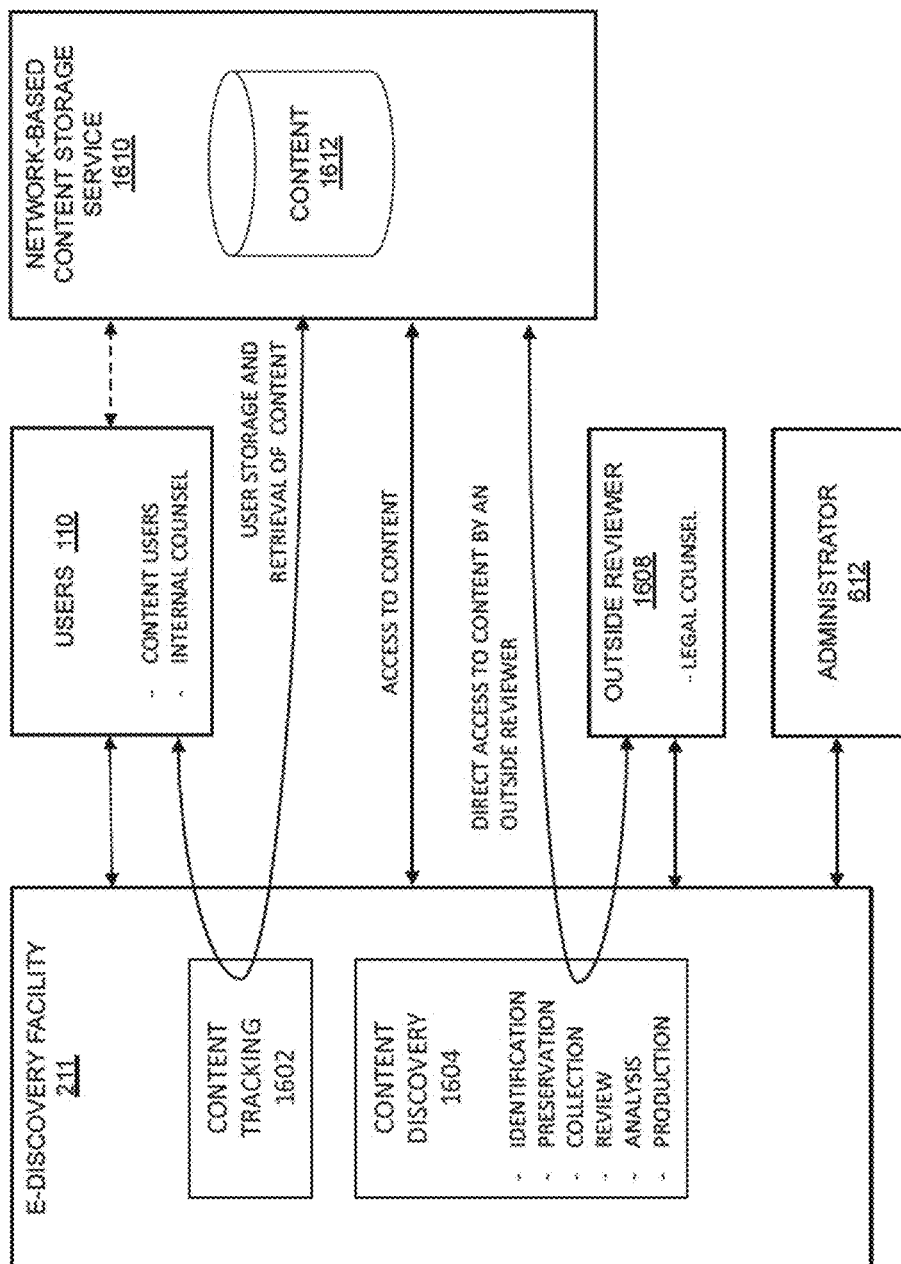 E-DISCOVERY FACILITY
211
CONTENT
TRACKING
1602
CONTENT
DISCOVERY
1604
- IDENTIFICATION
- PRESERVATION
- COLLECTION
- REVIEW
- ANALYSIS
- PRODUCTION
USERS 110
- CONTENT USERS
- INTERNAL COUNSEL
USER STORAGE AND
RETRIEVAL OF CONTENT
ACCESS TO CONTENT
DIRECT ACCESS TO CONTENT BY AN
OUTSIDE REVIEWER
OUTSIDE REVIEWER
1608
- LEGAL COUNSEL
ADMINISTRATOR
612
NETWORK-BASED
CONTENT STORAGE
SERVICE
1610
CONTENT
1612